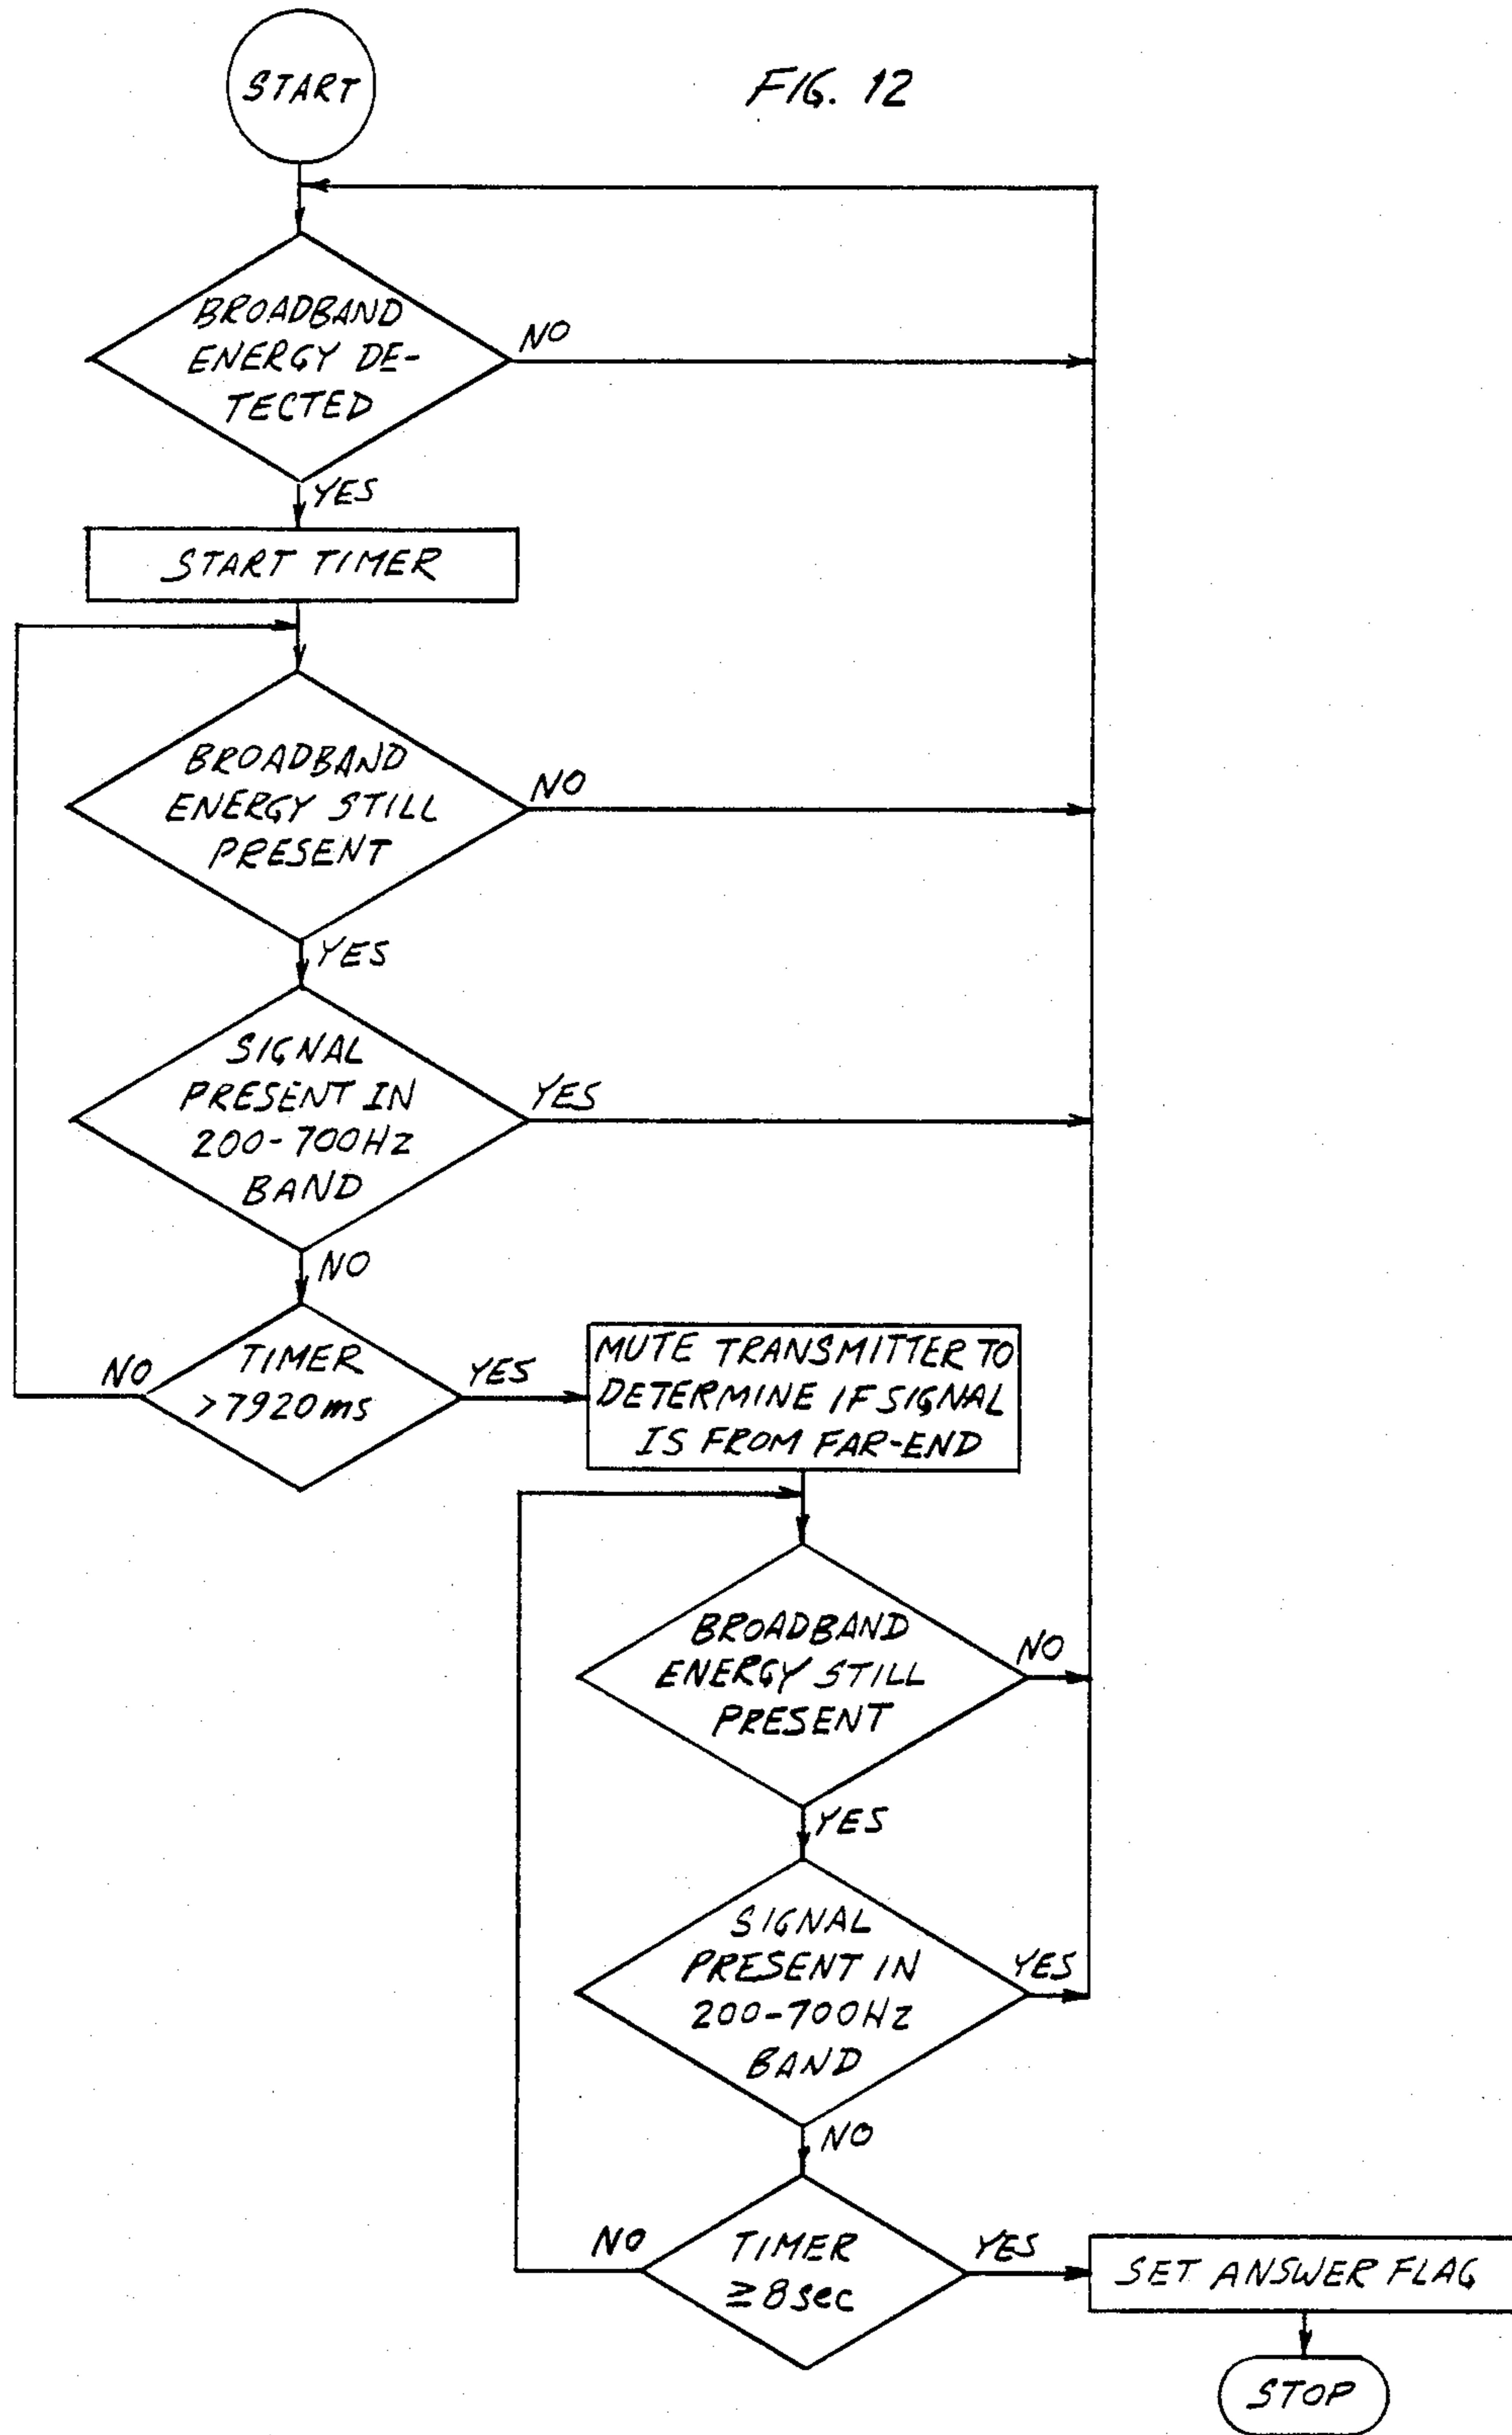 START
FIG. 12
BROADBAND
ENERGY DE-
TECTED
NO
YES
START TIMER
BROADBAND
ENERGY STILL
PRESENT
NO
YES
SIGNAL
PRESENT IN
200-700Hz
BAND
YES
NO
TIMER
>7920ms
NO
YES
MUTE TRANSMITTER TO
DETERMINE IF SIGNAL
IS FROM FAR-END
BROADBAND
ENERGY STILL
PRESENT
NO
YES
SIGNAL
PRESENT IN
200-700Hz
BAND
YES
NO
TIMER
≥8sec
NO
YES
SET ANSWER FLAG
STOP